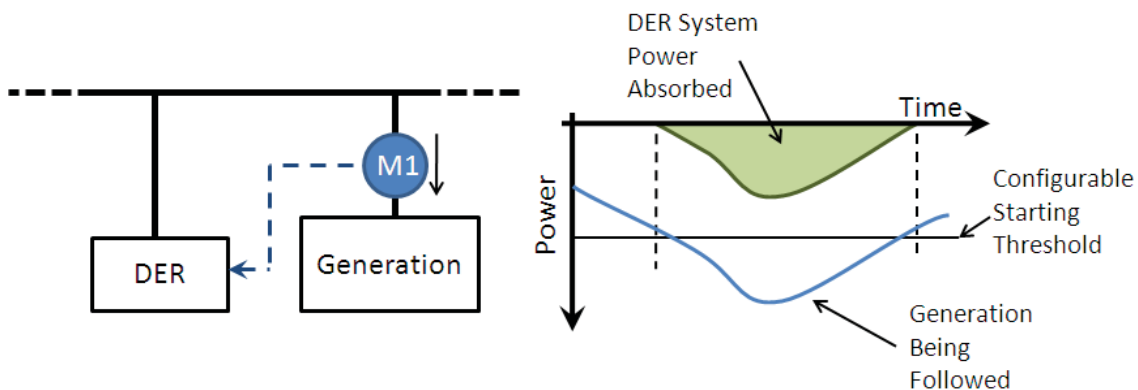 DER
M1
Generation
DER System
Power
Absorbed
Time
Power
Configurable
Starting
Threshold
Generation
Being
Followed